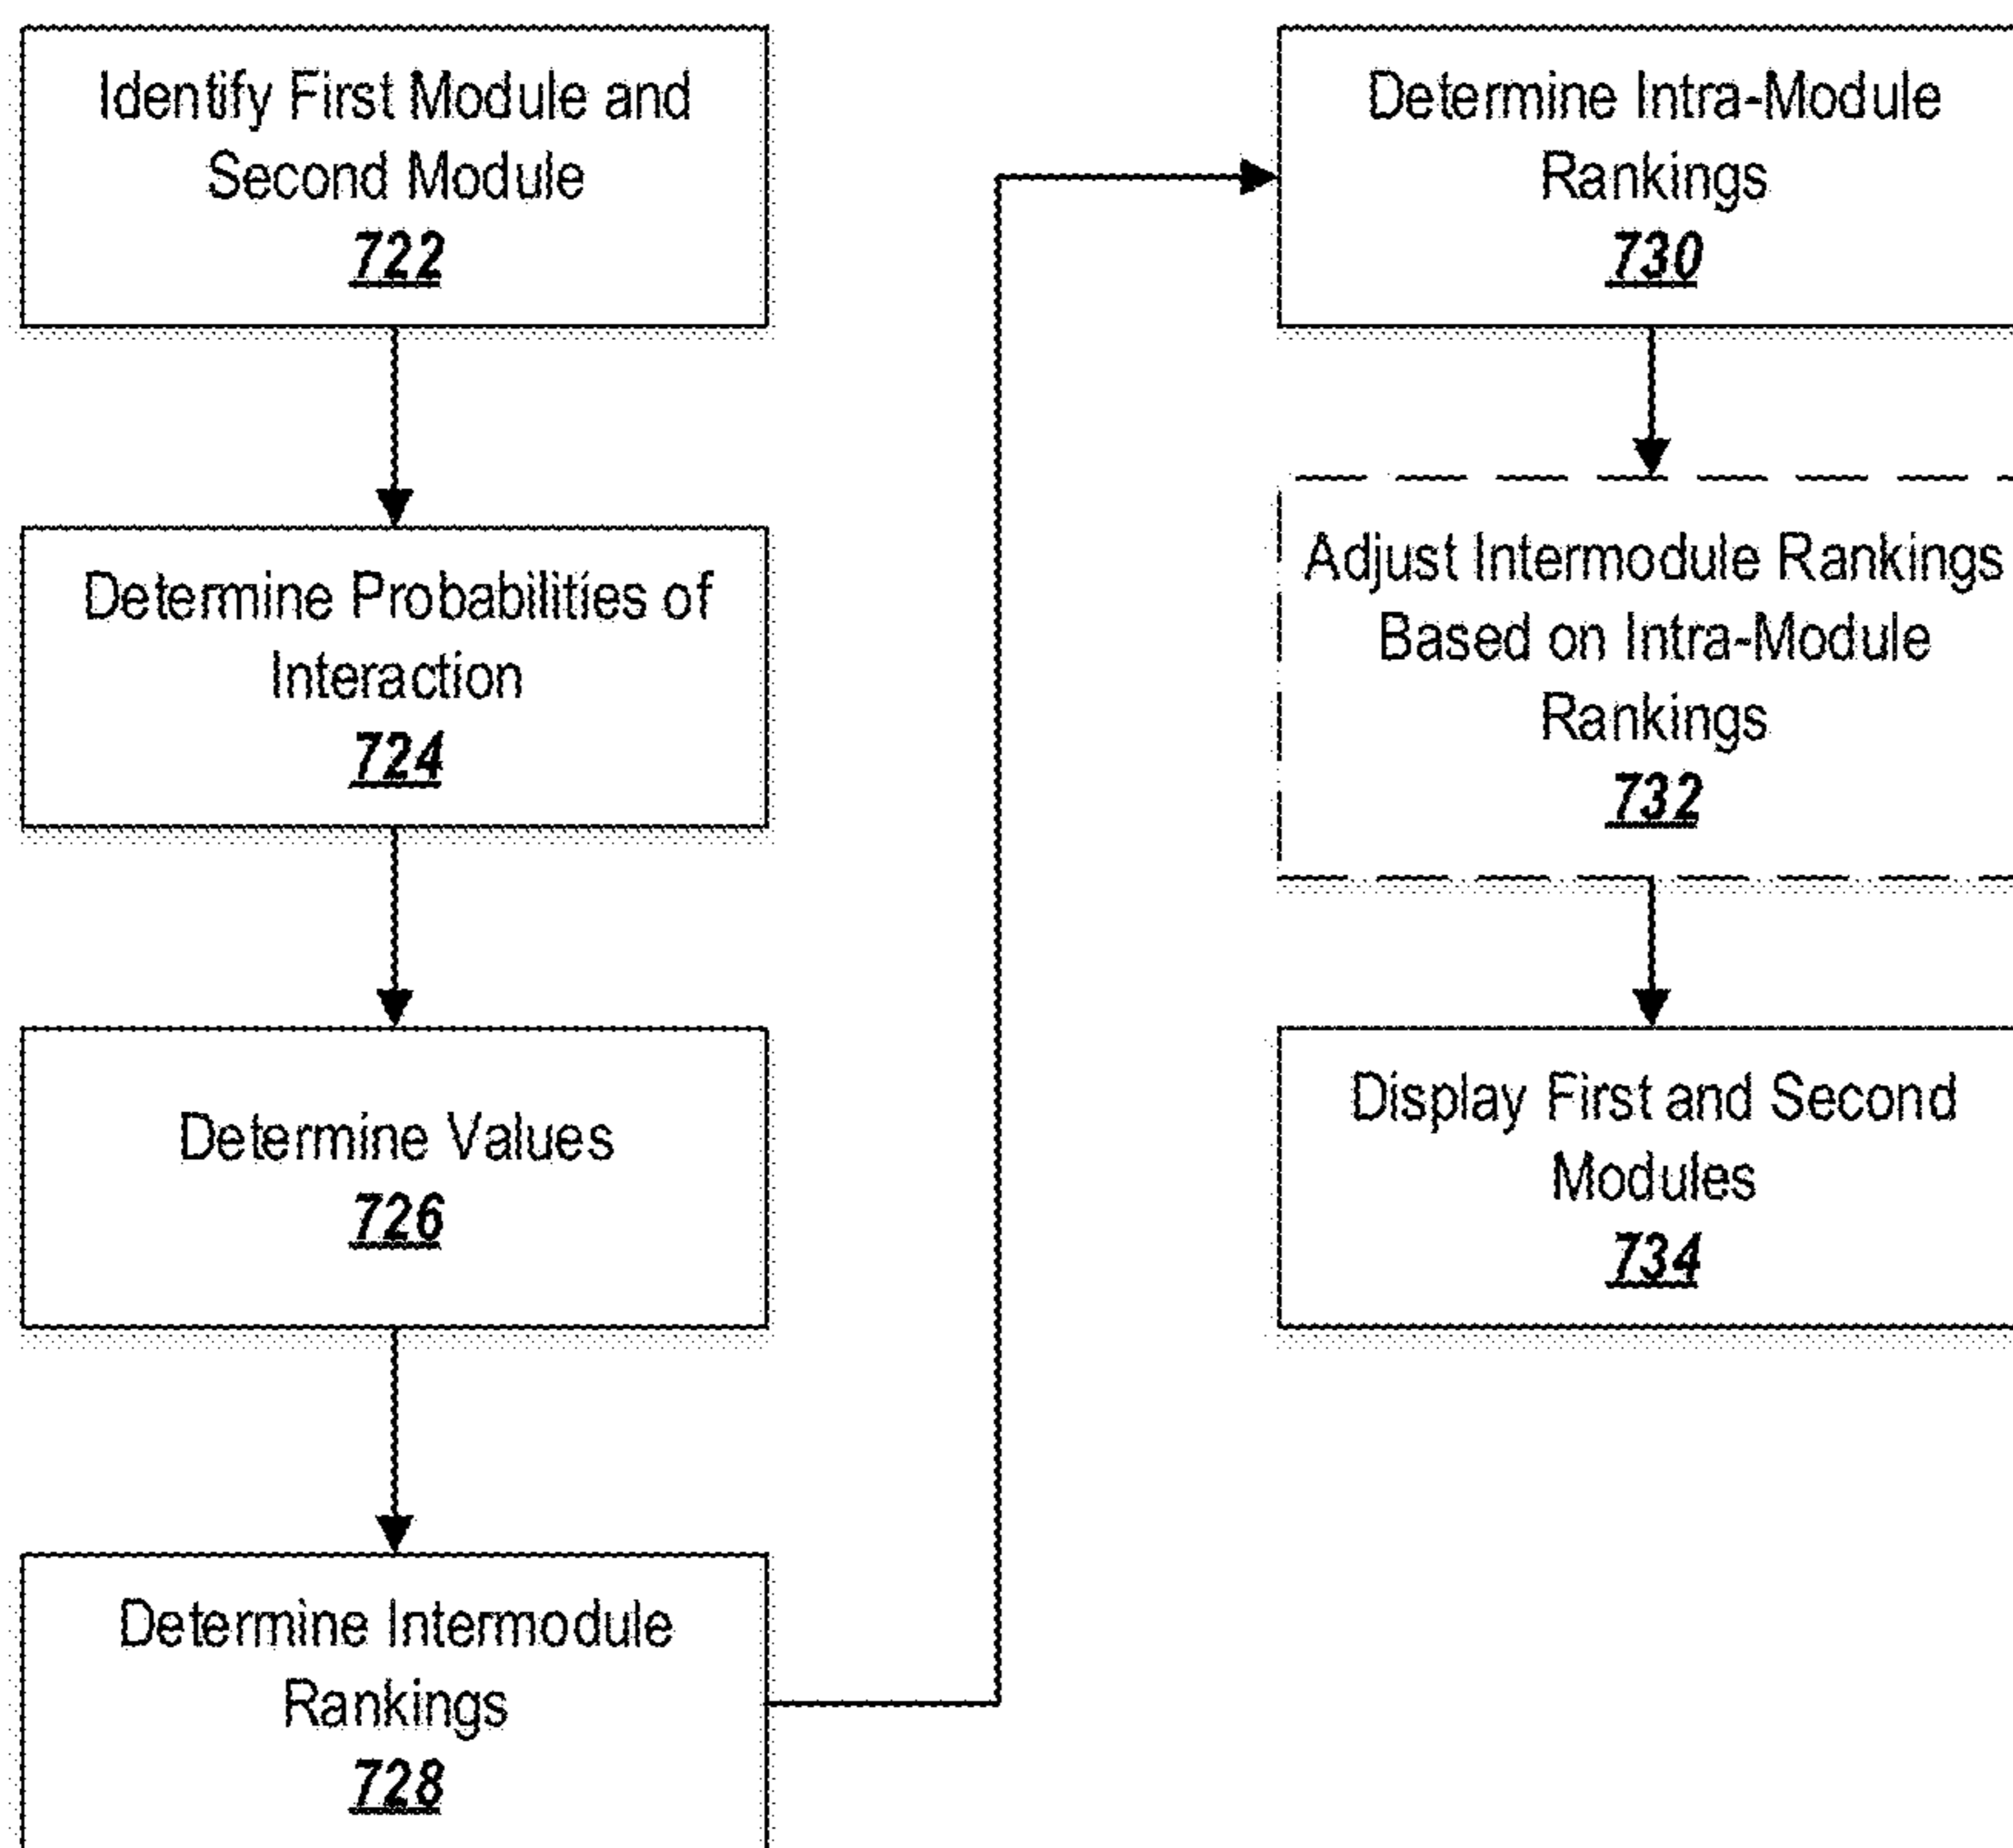 Identify First Module and
Second Module
722
Determine Probabilities of
Interaction
724
Determine Values
726
Determine Intermodule
Rankings
728
Determine Intra-Module
Rankings
730
Adjust Intermodule Rankings
Based on Intra-Module
Rankings
732
Display First and Second
Modules
734